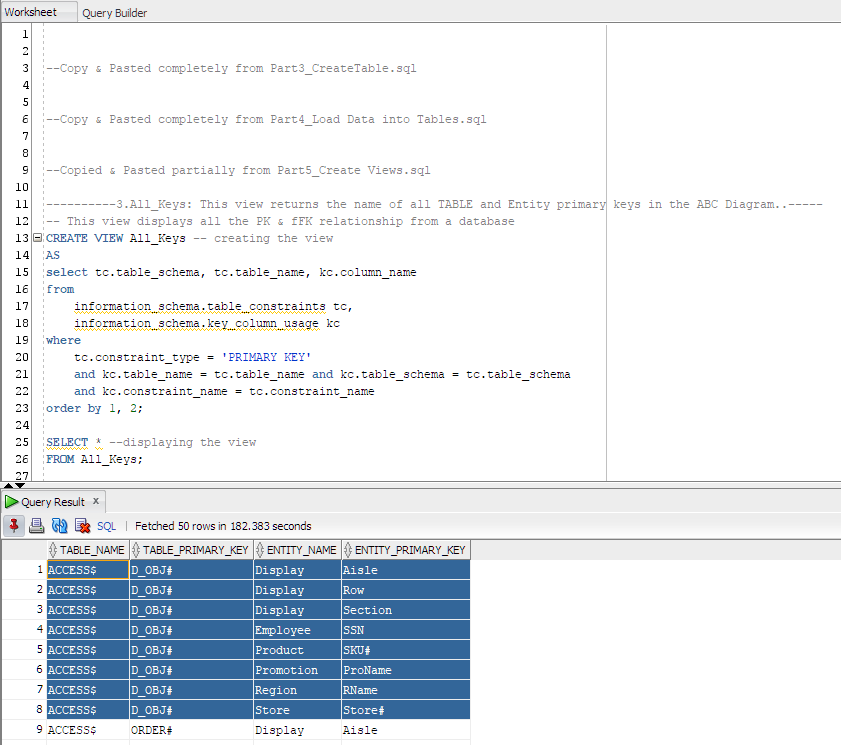 Worksheet Query Builder
1
2
3 --Copy & Pasted completely from Part3_CreateTable.sql
4
5
6 --Copy & Pasted completely from Part4_Load Data into Tables.sql
7
8
9 --Copied & Pasted partially from Part5_Create Views.sql
10
11 ----------3.All_Keys: This view returns the name of all TABLE and Entity primary keys in the ABC Diagram..-----
12 -- This view displays all the PK & fFK relationship from a database
13 CREATE VIEW All_Keys -- creating the view
14 AS
15 select tc.table_schema, tc.table_name, kc.column_name
16 from
17 information_schema.table_constraints tc,
18 information_schema.key_column_usage kc
19 where
20 tc.constraint_type = 'PRIMARY KEY'
21 and kc.table_name = tc.table_name and kc.table_schema = tc.table_schema
22 and kc.constraint_name = tc.constraint_name
23 order by 1, 2;
24
25 SELECT * --displaying the view
26 FROM All_Keys;
27
Query Result x
SQL | Fetched 50 rows in 182.383 seconds
TABLE_NAME TABLE_PRIMARY_KEY ENTITY_NAME ENTITY_PRIMARY_KEY
1 ACCESS$ D_OBJ# Display Aisle
2 ACCESS$ D_OBJ# Display Row
3 ACCESS$ D_OBJ# Display Section
4 ACCESS$ D_OBJ# Employee SSN
5 ACCESS$ D_OBJ# Product SKU#
6 ACCESS$ D_OBJ# Promotion ProName
7 ACCESS$ D_OBJ# Region RName
8 ACCESS$ D_OBJ# Store Store#
9 ACCESS$ ORDER# Display Aisle